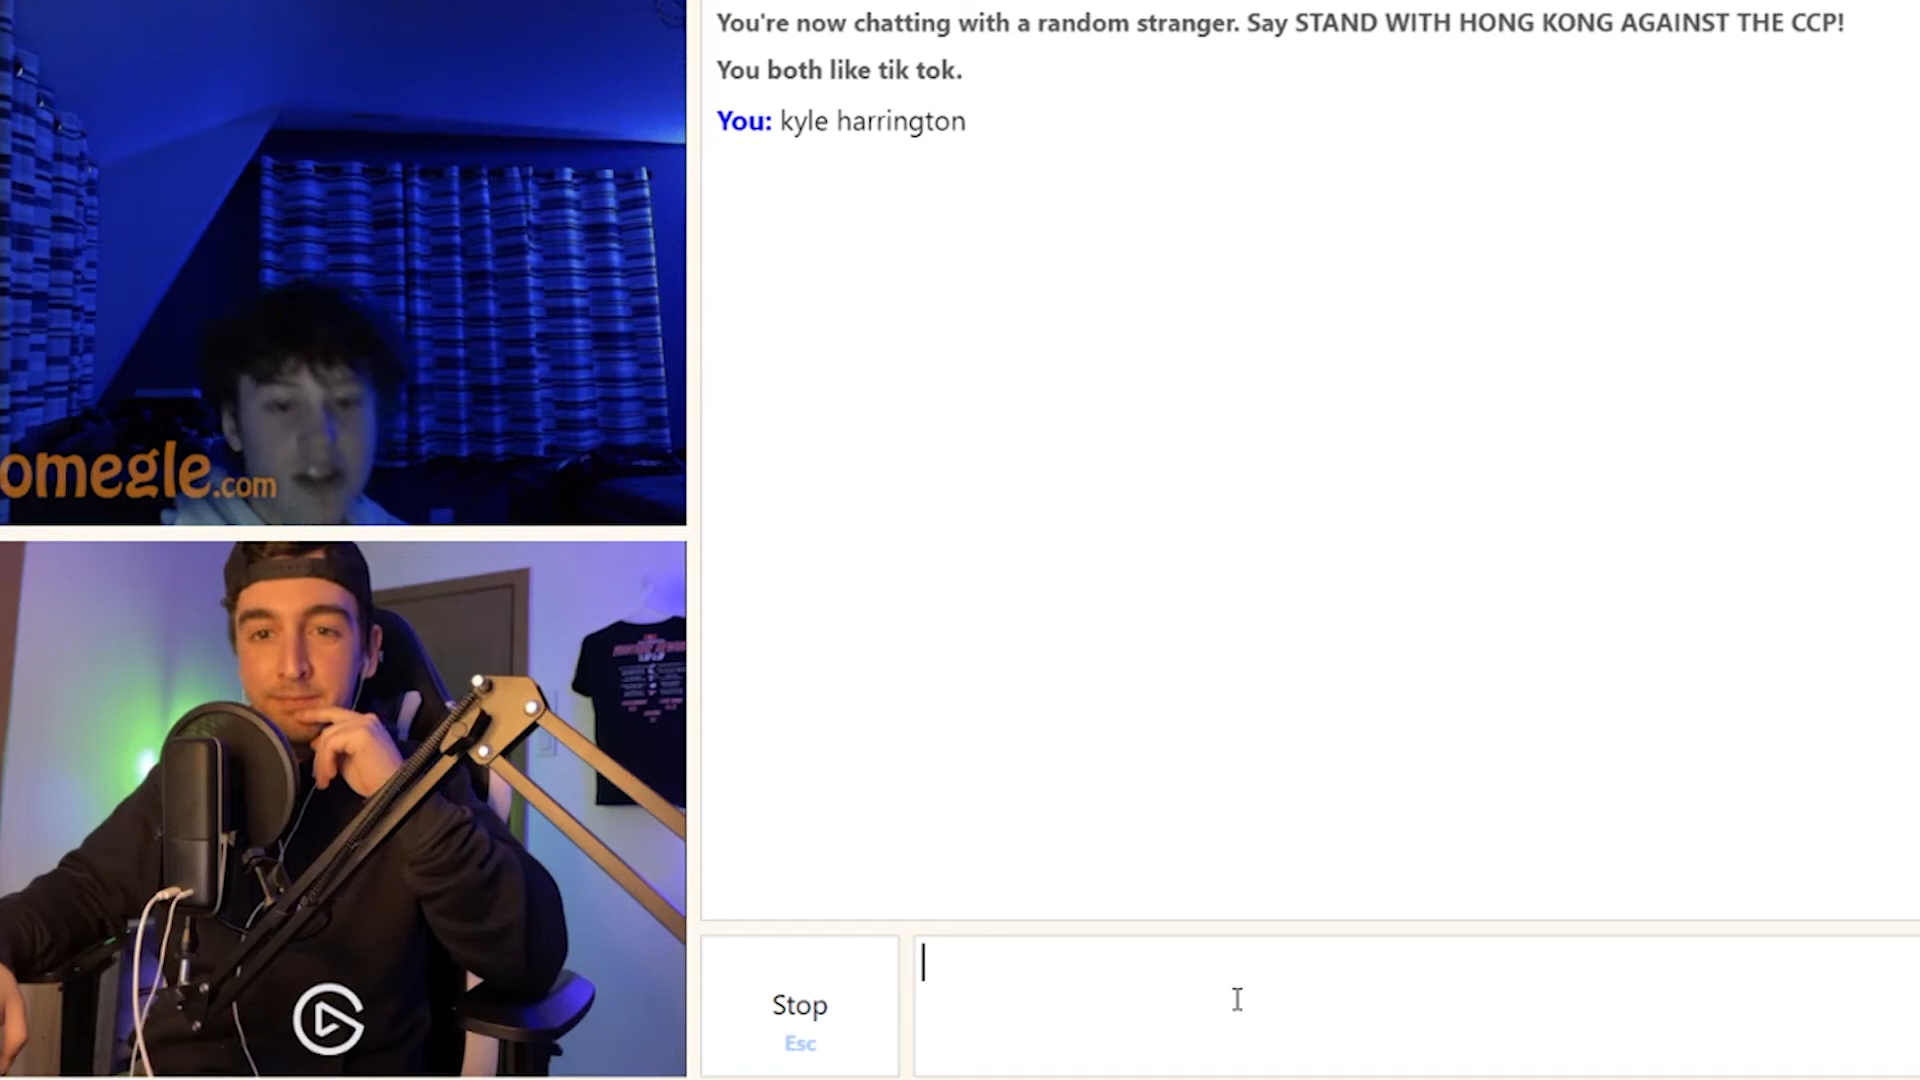 You're now chatting with a random stranger. Say STAND WITH HONG KONG AGAINST THE CCP!
You both like tik tok.
You: kyle harrington
omegle.com
Stop
Esc